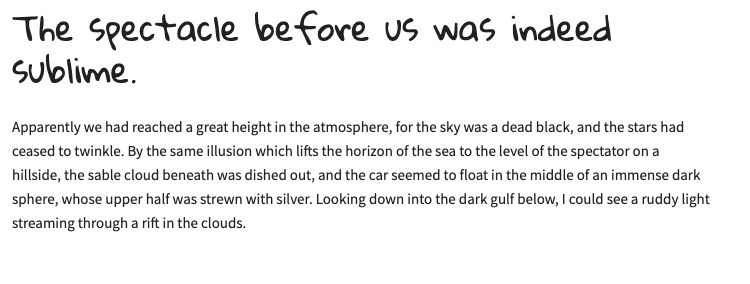 The spectacle before us was indeed
sublime.
Apparently we had reached a great height in the atmosphere, for the sky was a dead black, and the stars had
ceased to twinkle. By the same illusion which lifts the horizon of the sea to the level of the spectator on a
hillside, the sable cloud beneath was dished out, and the car seemed to float in the middle of an immense dark
sphere, whose upper half was strewn with silver. Looking down into the dark gulf below, I could see a ruddy light
streaming through a rift in the clouds.